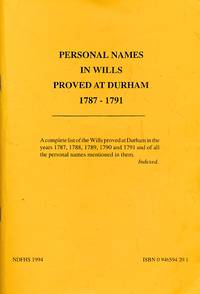 PERSONAL NAMES
IN WILLS
PROVED AT DURHAM
1787 - 1791
A complete list of the Wills proved at Durham in the
years 1787, 1788, 1789, 1790 and 1791 and of all
the personal names mentioned in them.
Indexed.
NDFHS 1994
ISBN 0 946594 20 1